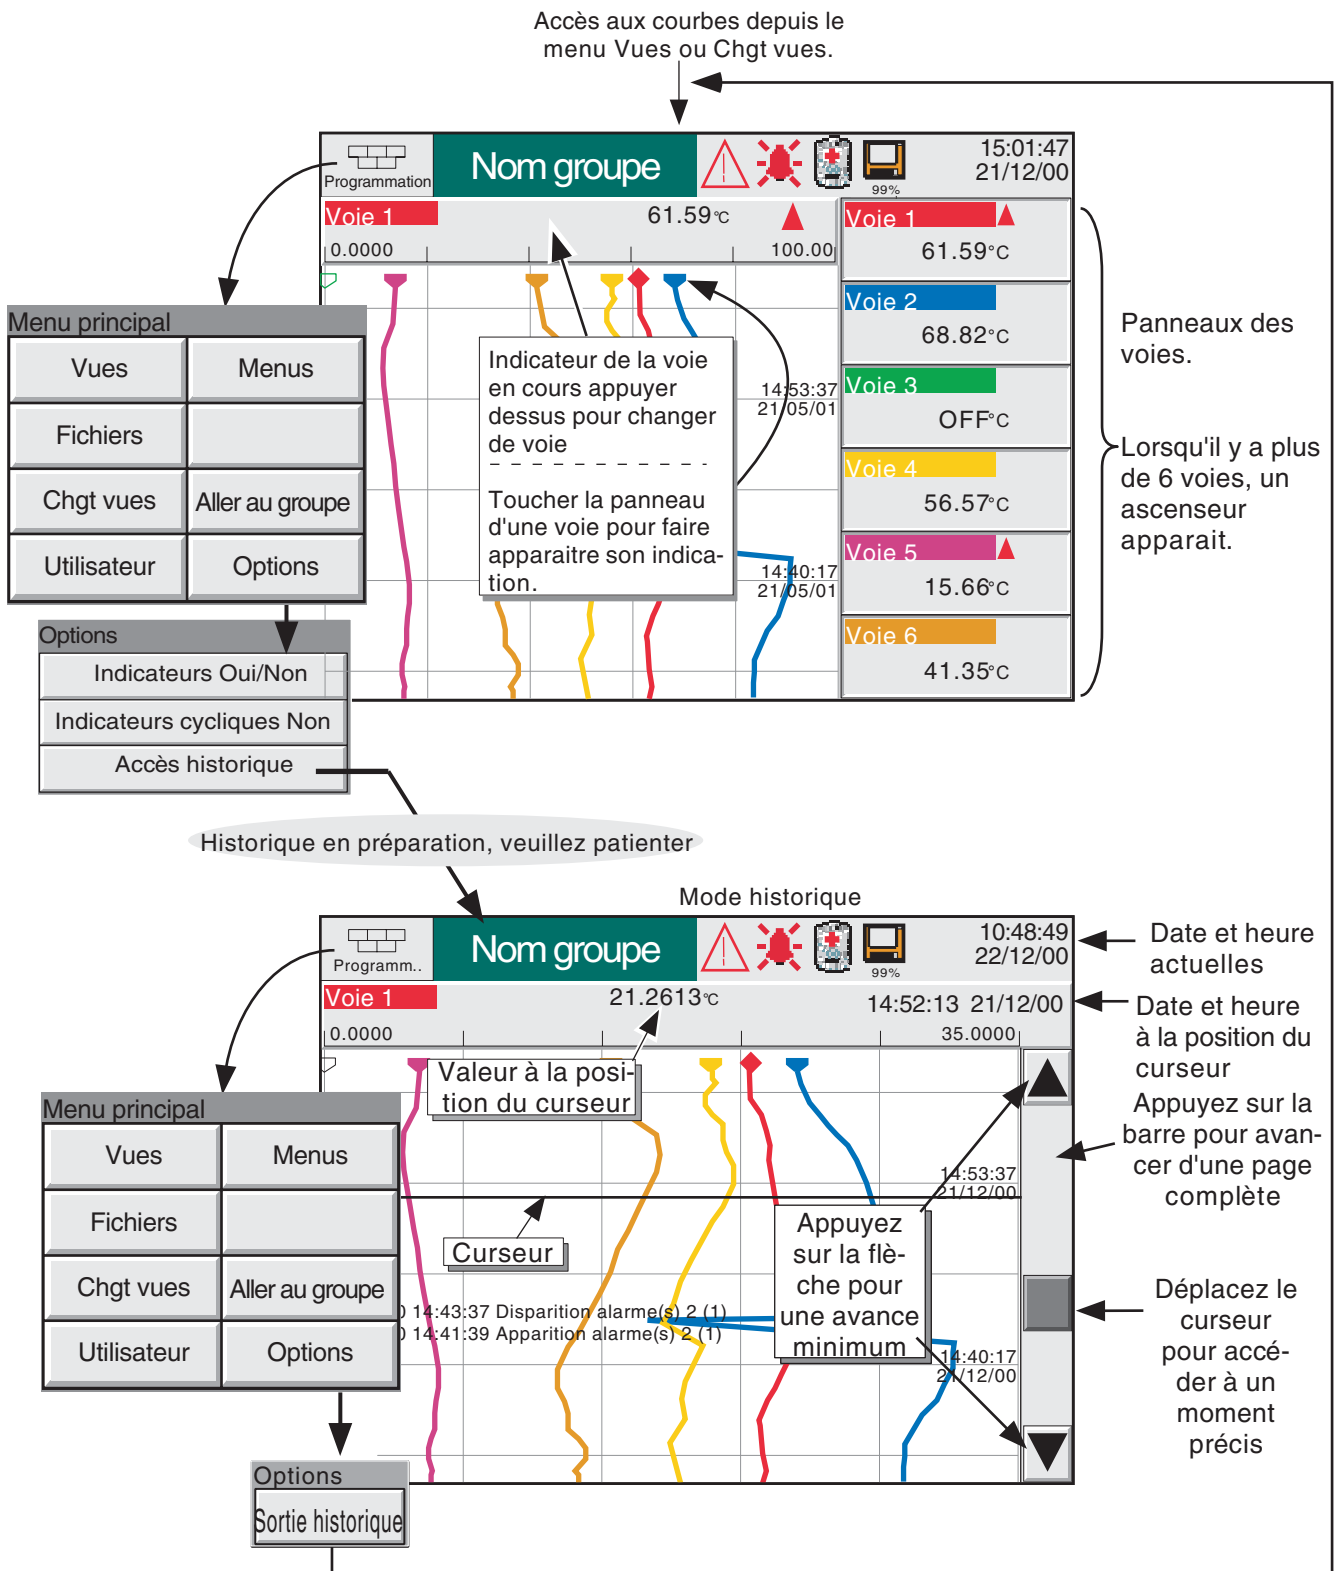 Accès aux courbes depuis le
menu Vues ou Chgt vues.
Programmation
Nom groupe
99%
15:01:47
21/12/00
Voie 1
61.59°C
0.0000
100.00
Voie 1
61.59°C
Voie 2
68.82°C
Voie 3
OFF°C
Voie 4
56.57°C
Voie 5
15.66°C
Voie 6
41.35°C
Panneaux des
voies.
Lorsqu'il y a plus
de 6 voies, un
ascenseur
apparait.
Indicateur de la voie
en cours appuyer
dessus pour changer
de voie
Toucher la panneau
d'une voie pour faire
apparaitre son indica-
tion.
14:53:37
21/05/01
14:40:17
21/05/01
Menu principal
Vues
Menus
Fichiers
Chgt vues
Aller au groupe
Utilisateur
Options
Options
Indicateurs Oui/Non
Indicateurs cycliques Non
Accès historique
Historique en préparation, veuillez patienter
Mode historique
Programm..
Nom groupe
99%
10:48:49
22/12/00
Voie 1
21.2613°C
14:52:13 21/12/00
0.0000
35.0000
Date et heure
actuelles
Date et heure
à la position du
curseur
Appuyez sur la
barre pour avan-
cer d'une page
complète
Déplacez le
curseur
pour accé-
der à un
moment
précis
Valeur à la posi-
tion du curseur
14:53:37
21/12/00
Curseur
Appuyez
sur la flè-
che pour
une avance
minimum
0 14:43:37 Disparition alarme(s) 2 (1)
0 14:41:39 Apparition alarme(s) 2 (1)
14:40:17
21/12/00
Menu principal
Vues
Menus
Fichiers
Chgt vues
Aller au groupe
Utilisateur
Options
Options
Sortie historique